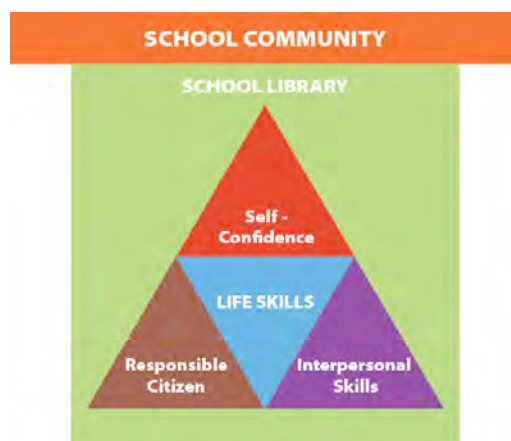 SCHOOL COMMUNITY
SCHOOL LIBRARY
Self -
Confidence
LIFE SKILLS
Responsible
Citizen
Interpersonal
Skills